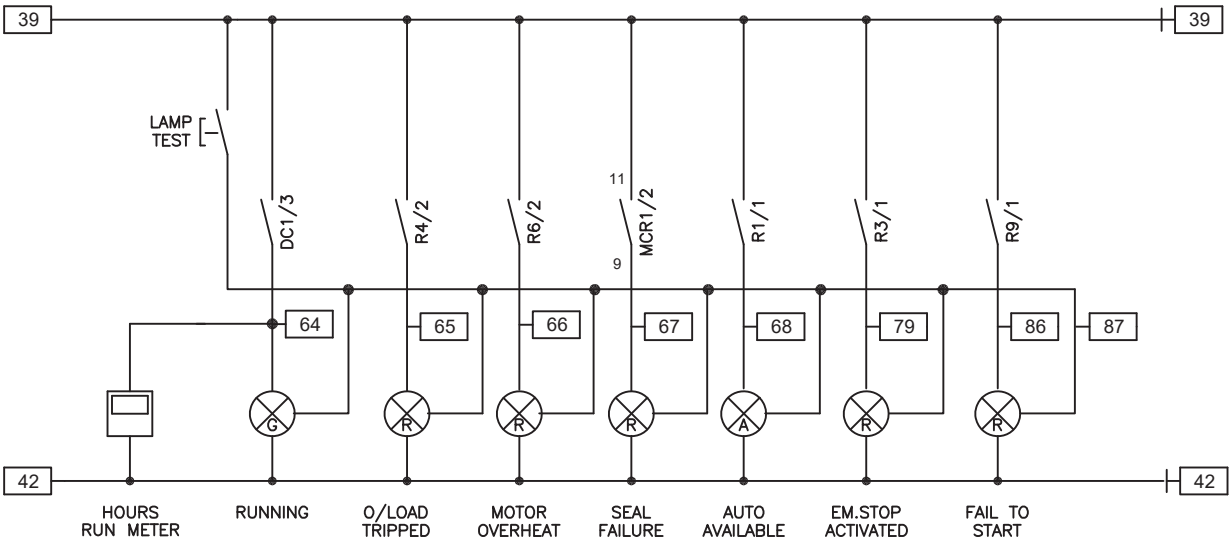 39
39
LAMP
TEST
DC1/3
R4/2
R6/2
11
MCR1/2
9
R1/1
R3/1
R9/1
64
65
66
67
68
79
86
87
G
R
R
R
A
R
R
42
42
HOURS
RUN METER
RUNNING
O/LOAD
TRIPPED
MOTOR
OVERHEAT
SEAL
FAILURE
AUTO
AVAILABLE
EM.STOP
ACTIVATED
FAIL TO
START